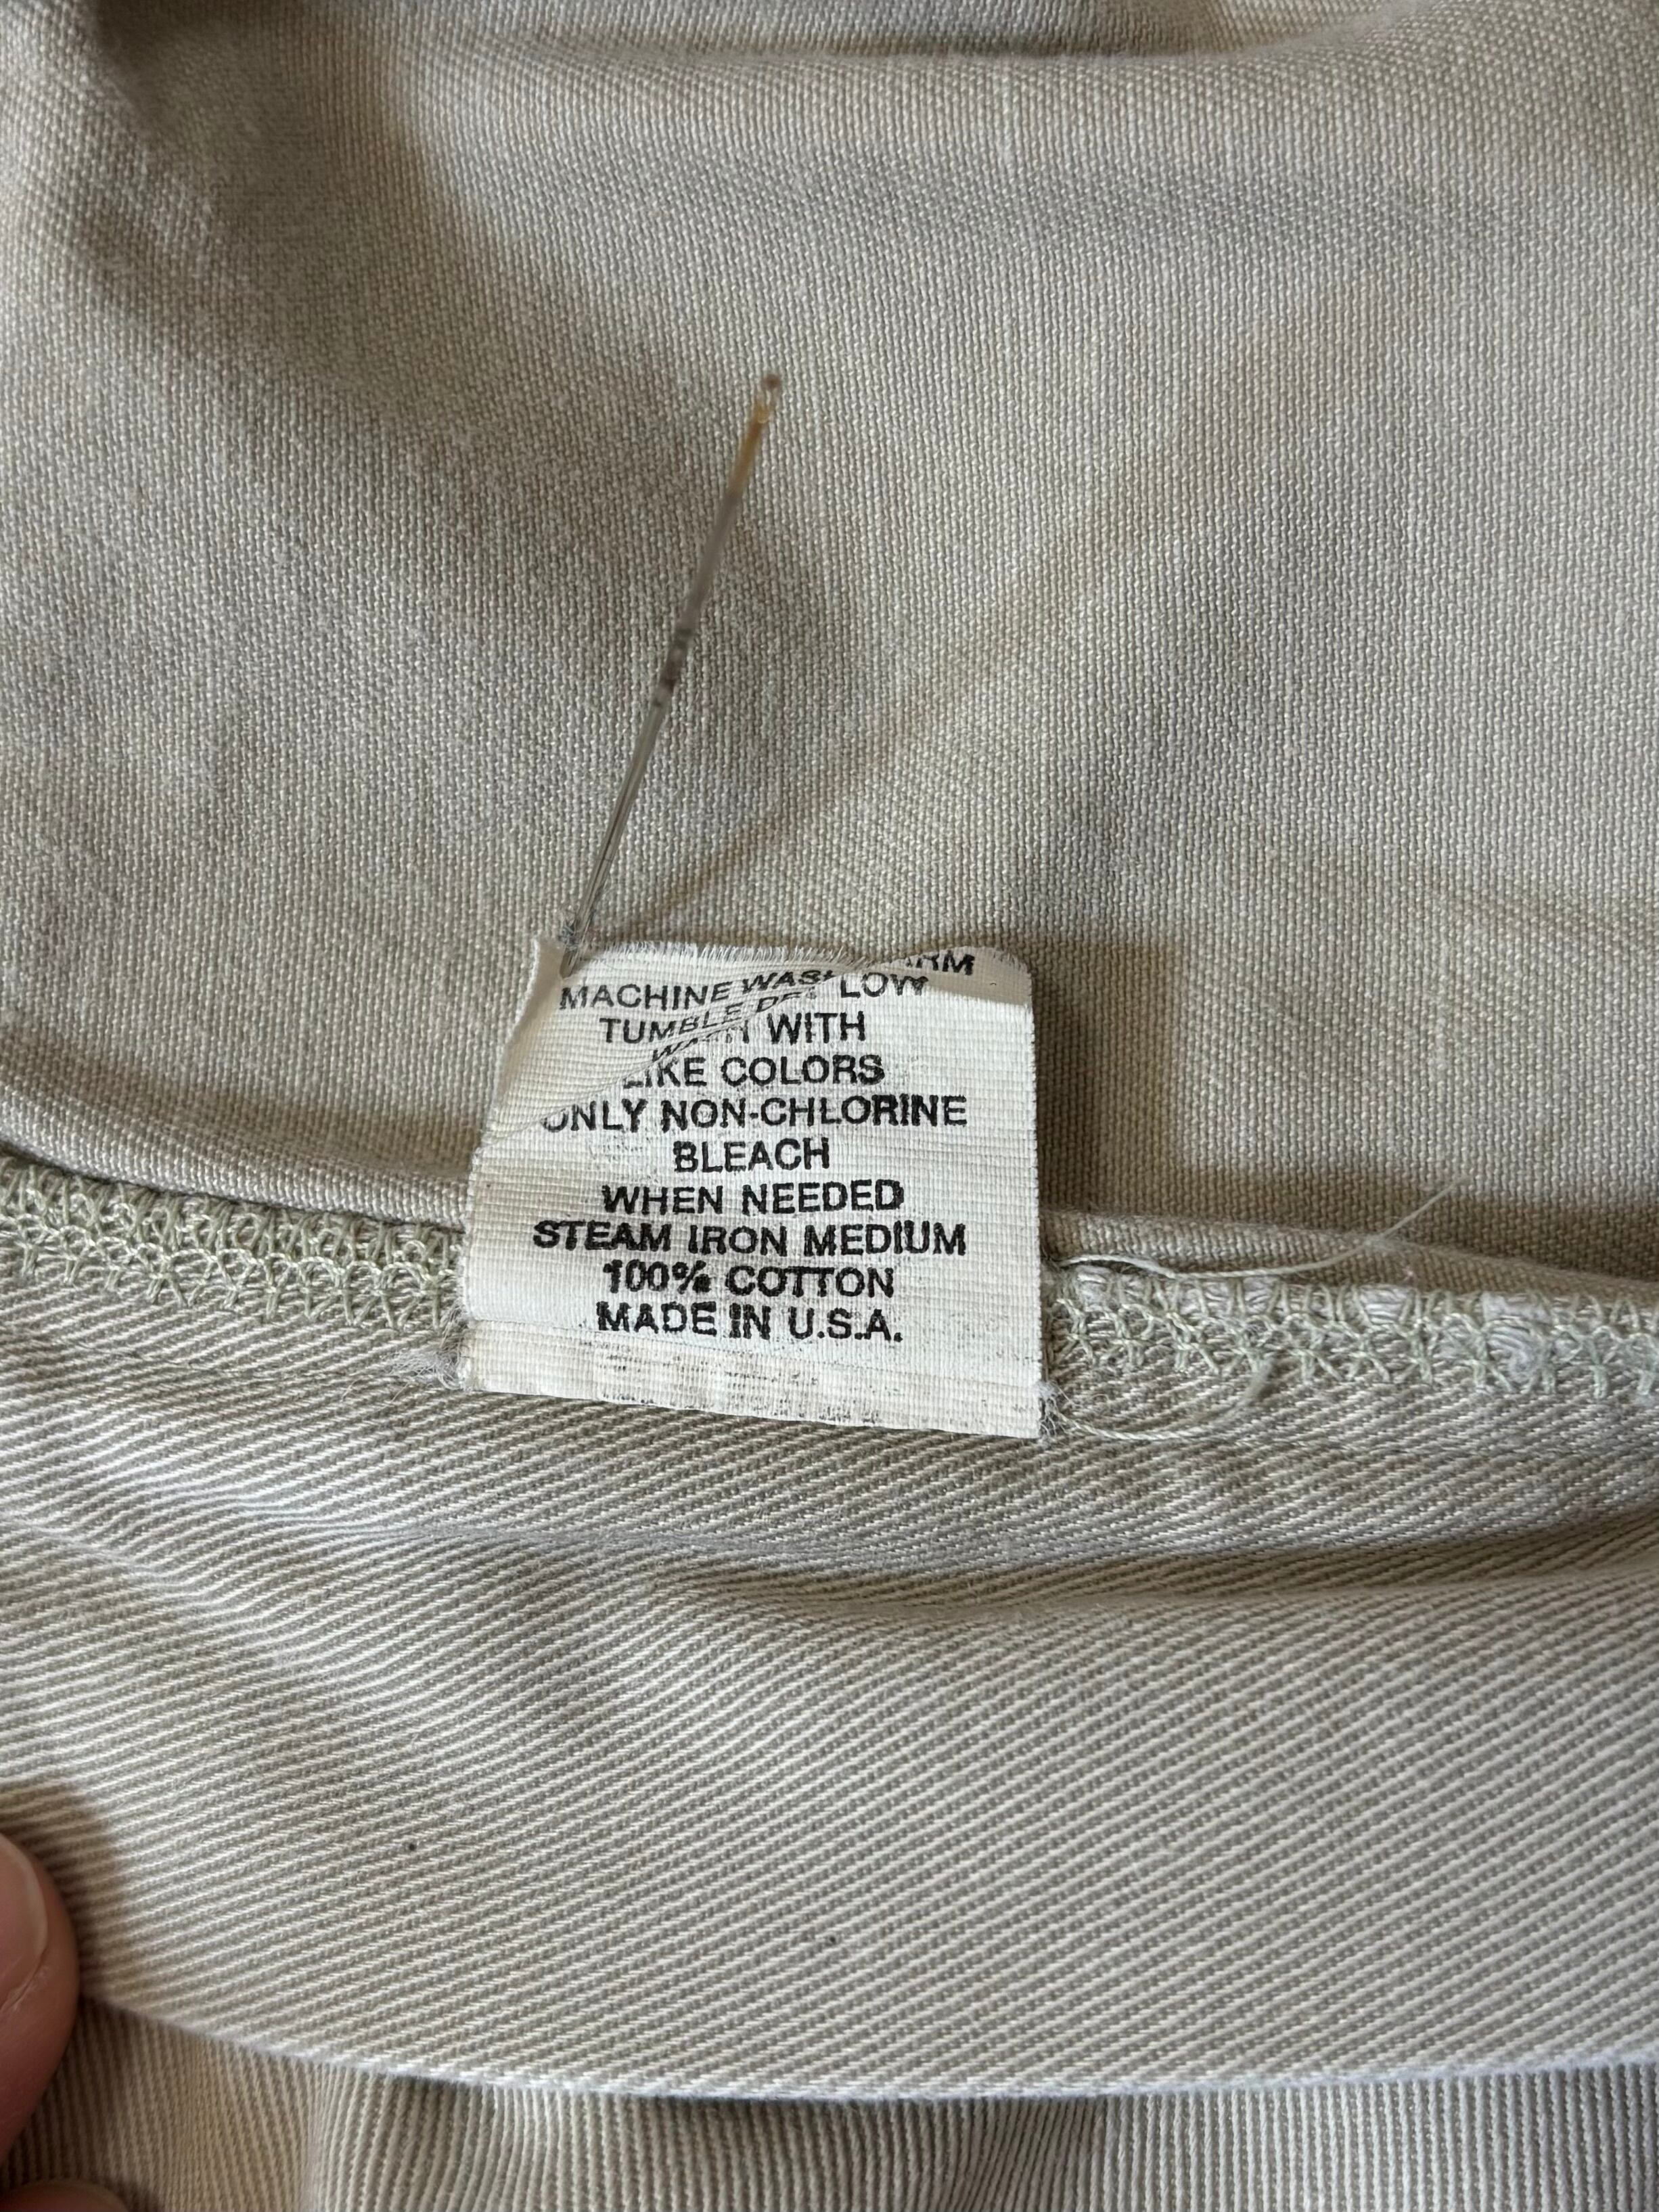 MACHINE WASH WARM
TUMBLE DRY LOW
WASH WITH
LIKE COLORS
ONLY NON-CHLORINE
BLEACH
WHEN NEEDED
STEAM IRON MEDIUM
100% COTTON
MADE IN U.S.A.